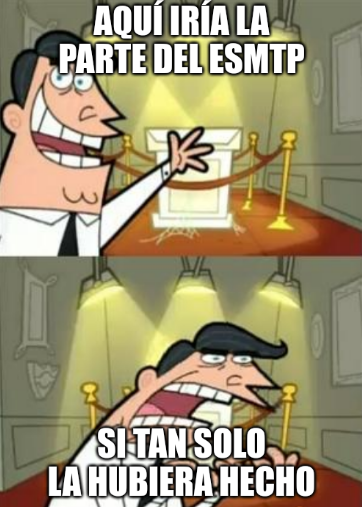 AQUÍ IRÍA LA
PARTE DEL ESMTP
SI TAN SOLO
LA HUBIERA HECHO